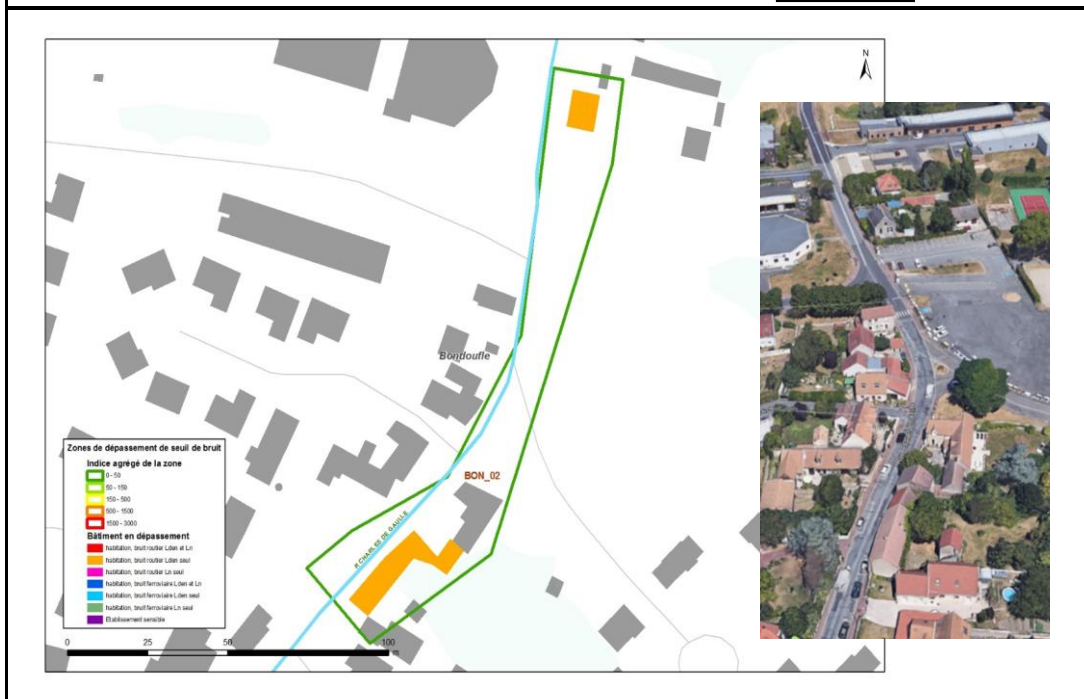 N
Bondoufle
BON_02
R CHARLES DE GAULLE
Zones de dépassement de seuil de bruit
Indice agrégé de la zone
0 - 50
50 - 150
150 - 500
500 - 1500
1500 - 3000
Bâtiment en dépassement
habitation, bruit routier Lden et Ln
habitation, bruit routier Lden seul
habitation, bruit routier Ln seul
habitation, bruit ferroviaire Lden et Ln
habitation, bruit ferroviaire Lden seul
habitation, bruit ferroviaire Ln seul
Etablissement sensible
0 25 50 100
m